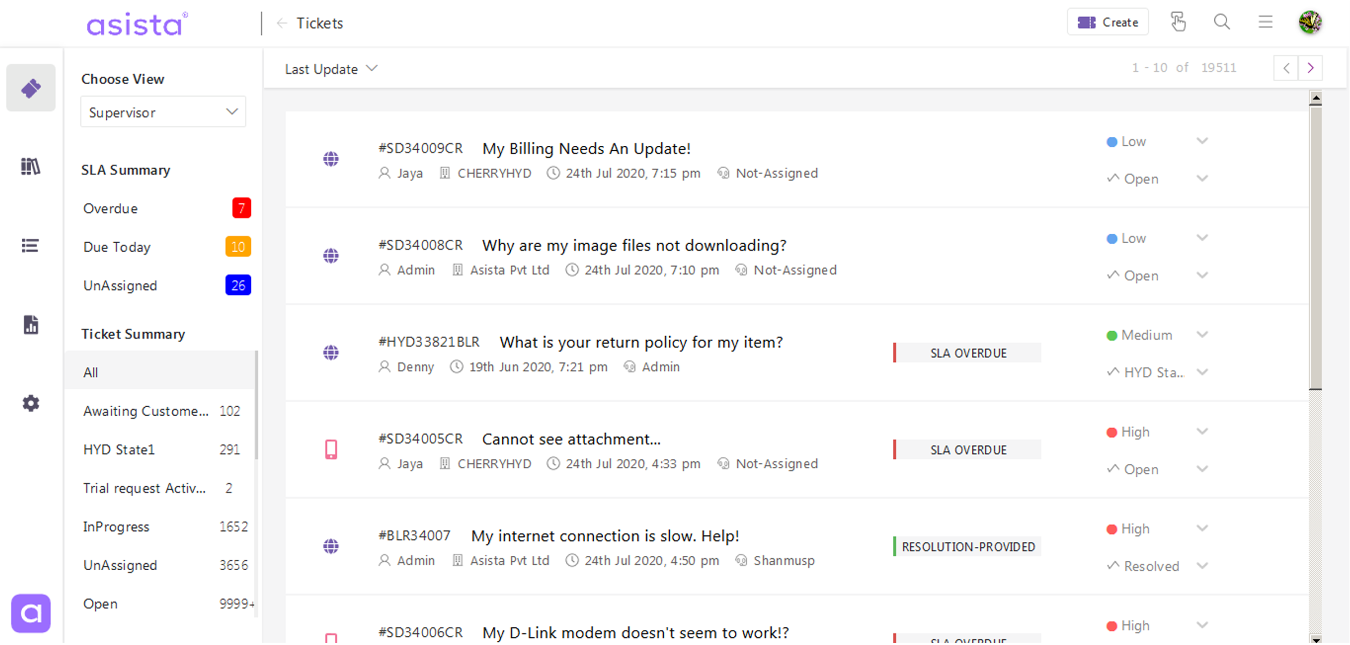 asista®
Tickets
Create
Choose View
Supervisor
SLA Summary
Overdue 7
Due Today 10
UnAssigned 26
Ticket Summary
All
Awaiting Custome... 102
HYD State1 291
Trial request Activ... 2
InProgress 1652
UnAssigned 3656
Open 9999+
a
Last Update
1 - 10 of 19511
#SD34009CR My Billing Needs An Update!
Jaya CHERRYHYD 24th Jul 2020, 7:15 pm Not-Assigned
Low
Open
#SD34008CR Why are my image files not downloading?
Admin Asista Pvt Ltd 24th Jul 2020, 7:10 pm Not-Assigned
Low
Open
#HYD33821BLR What is your return policy for my item?
Denny 19th Jun 2020, 7:21 pm Admin
SLA OVERDUE
Medium
HYD Sta...
#SD34005CR Cannot see attachment...
Jaya CHERRYHYD 24th Jul 2020, 4:33 pm Not-Assigned
SLA OVERDUE
High
Open
#BLR34007 My internet connection is slow. Help!
Admin Asista Pvt Ltd 24th Jul 2020, 4:50 pm Shanmusp
RESOLUTION-PROVIDED
High
Resolved
#SD34006CR My D-Link modem doesn't seem to work!?
SLA OVERDUE
High